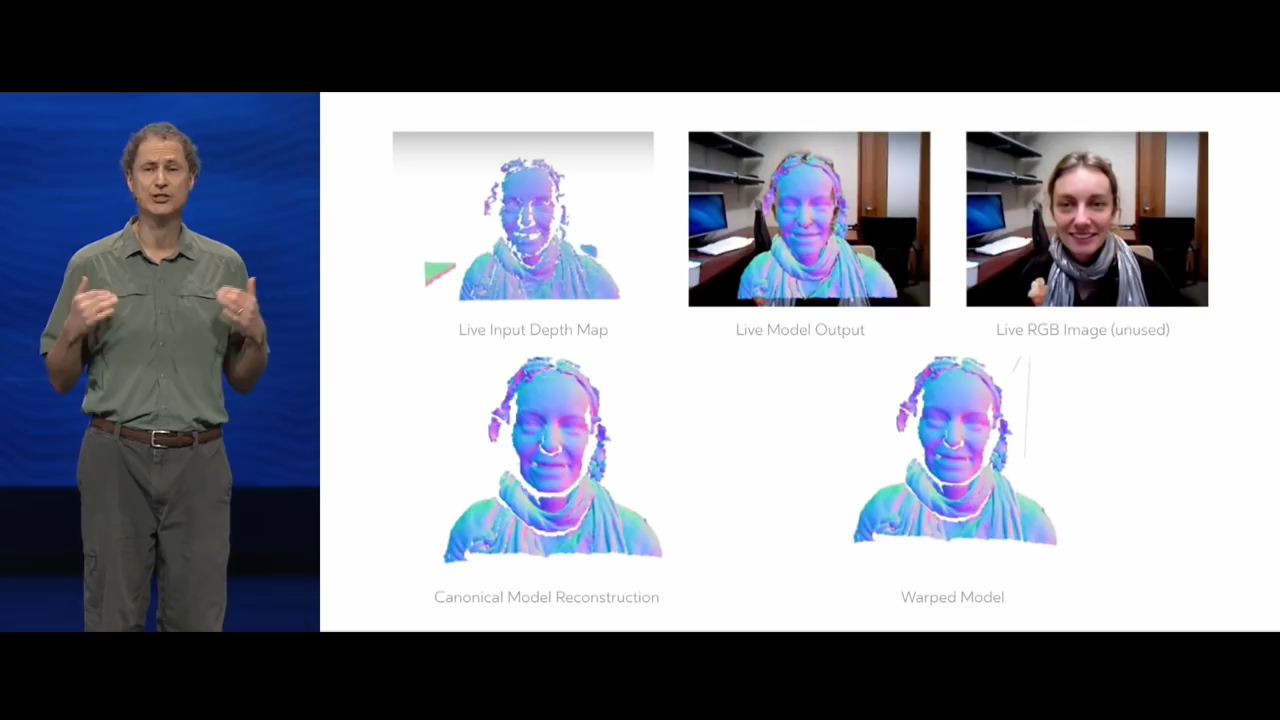 Live Input Depth Map
Live Model Output
Live RGB Image (unused)
Canonical Model Reconstruction
Warped Model